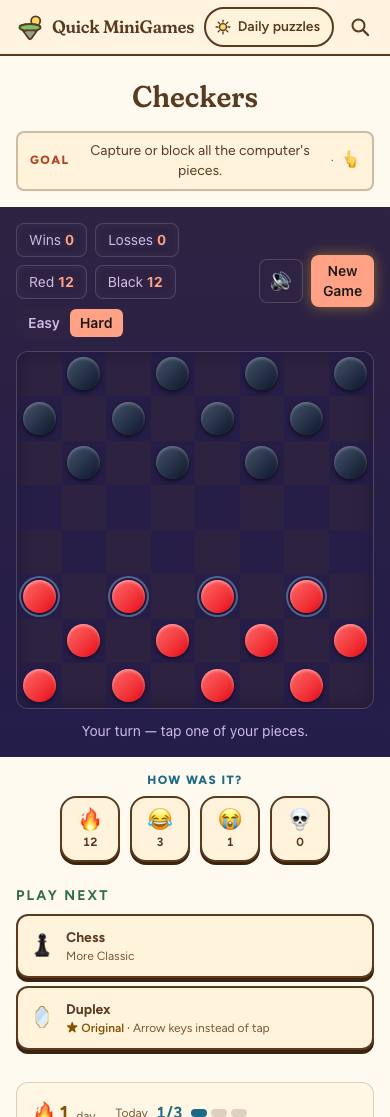 Quick MiniGames
Daily puzzles
Checkers
GOAL
Capture or block all the computer's
pieces.
·
Wins 0
Losses 0
Red 12
Black 12
New
Game
Easy
Hard
Your turn — tap one of your pieces.
HOW WAS IT?
12
3
1
0
PLAY NEXT
Chess
More Classic
Duplex
Original · Arrow keys instead of tap
1 day
Today 1/3